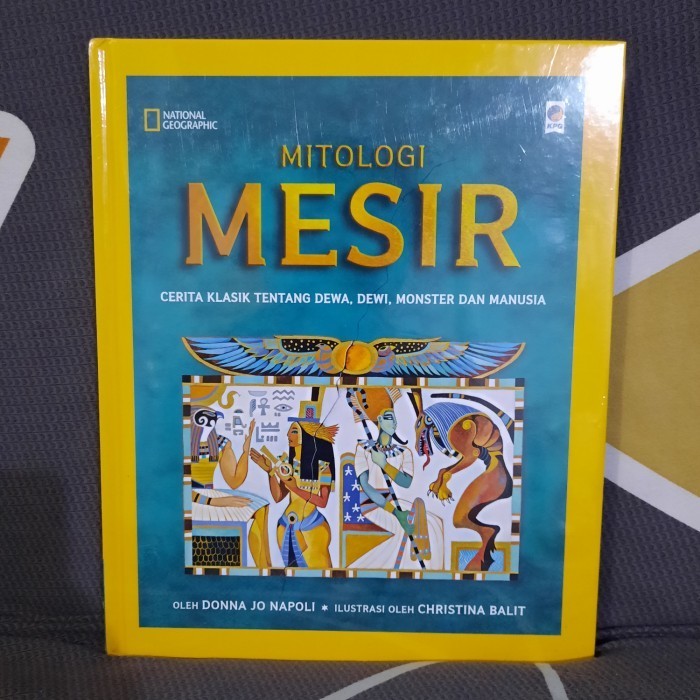 NATIONAL
GEOGRAPHIC
KPG
MITOLOGI
MESIR
CERITA KLASIK TENTANG DEWA, DEWI, MONSTER DAN MANUSIA
OLEH DONNA JO NAPOLI * ILUSTRASI OLEH CHRISTINA BALIT